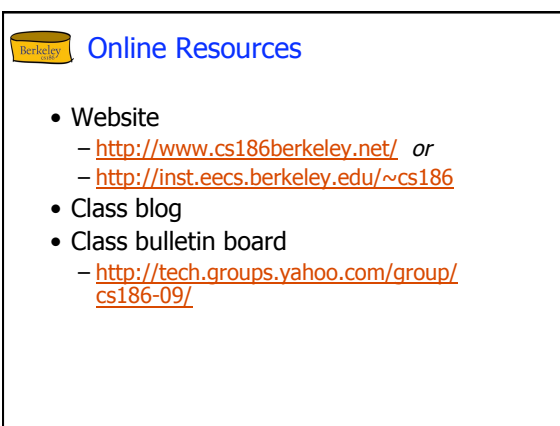 Berkeley
cs186
Online Resources
• Website
– http://www.cs186berkeley.net/ or
– http://inst.eecs.berkeley.edu/~cs186
• Class blog
• Class bulletin board
– http://tech.groups.yahoo.com/group/
cs186-09/